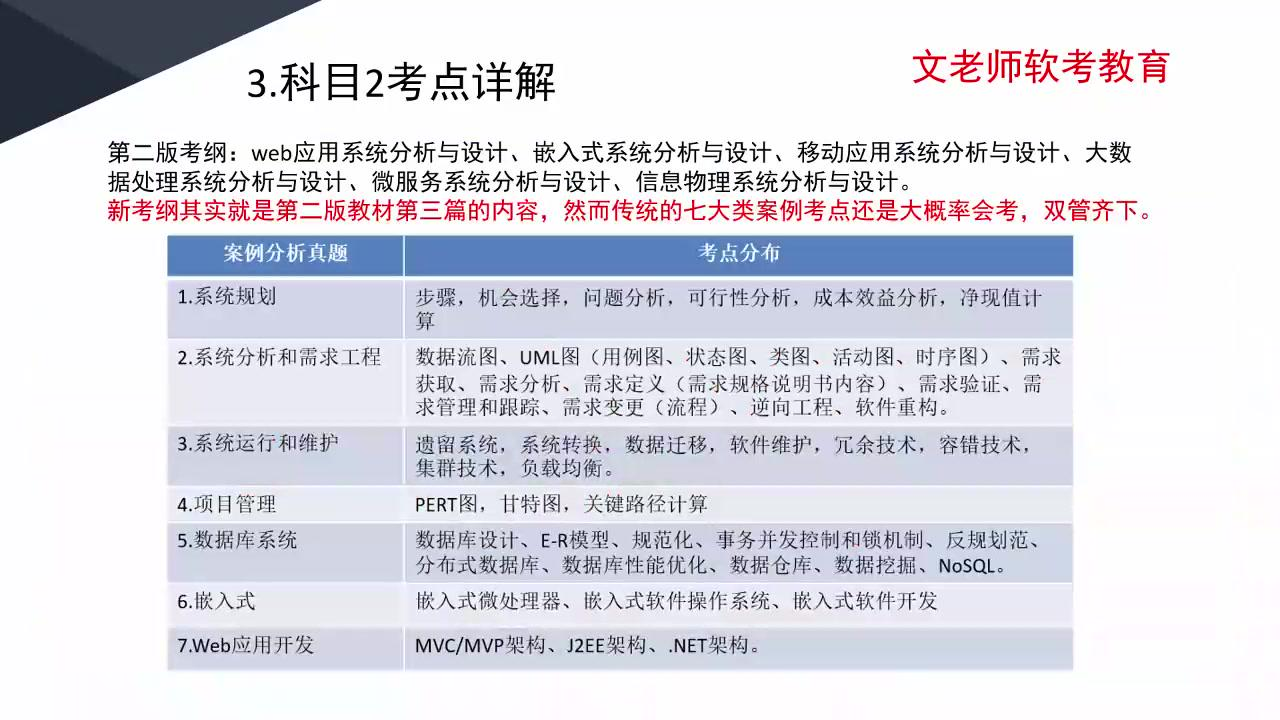 3.科目2考点详解
文老师软考教育
第二版考纲：web应用系统分析与设计、嵌入式系统分析与设计、移动应用系统分析与设计、大数
据处理系统分析与设计、微服务系统分析与设计、信息物理系统分析与设计。
新考纲其实就是第二版教材第三篇的内容，然而传统的七大类案例考点还是大概率会考，双管齐下。
案例分析真题
考点分布
1.系统规划
步骤，机会选择，问题分析，可行性分析，成本效益分析，净现值计
算
2.系统分析和需求工程
数据流图、UML图（用例图、状态图、类图、活动图、时序图）、需求
获取、需求分析、需求定义（需求规格说明书内容）、需求验证、需
求管理和跟踪、需求变更（流程）、逆向工程、软件重构。
3.系统运行和维护
遗留系统，系统转换，数据迁移，软件维护，冗余技术，容错技术，
集群技术，负载均衡。
4.项目管理
PERT图，甘特图，关键路径计算
5.数据库系统
数据库设计、E-R模型、规范化、事务并发控制和锁机制、反规划范、
分布式数据库、数据库性能优化、数据仓库、数据挖掘、NoSQL。
6.嵌入式
嵌入式微处理器、嵌入式软件操作系统、嵌入式软件开发
7.Web应用开发
MVC/MVP架构、J2EE架构、.NET架构。